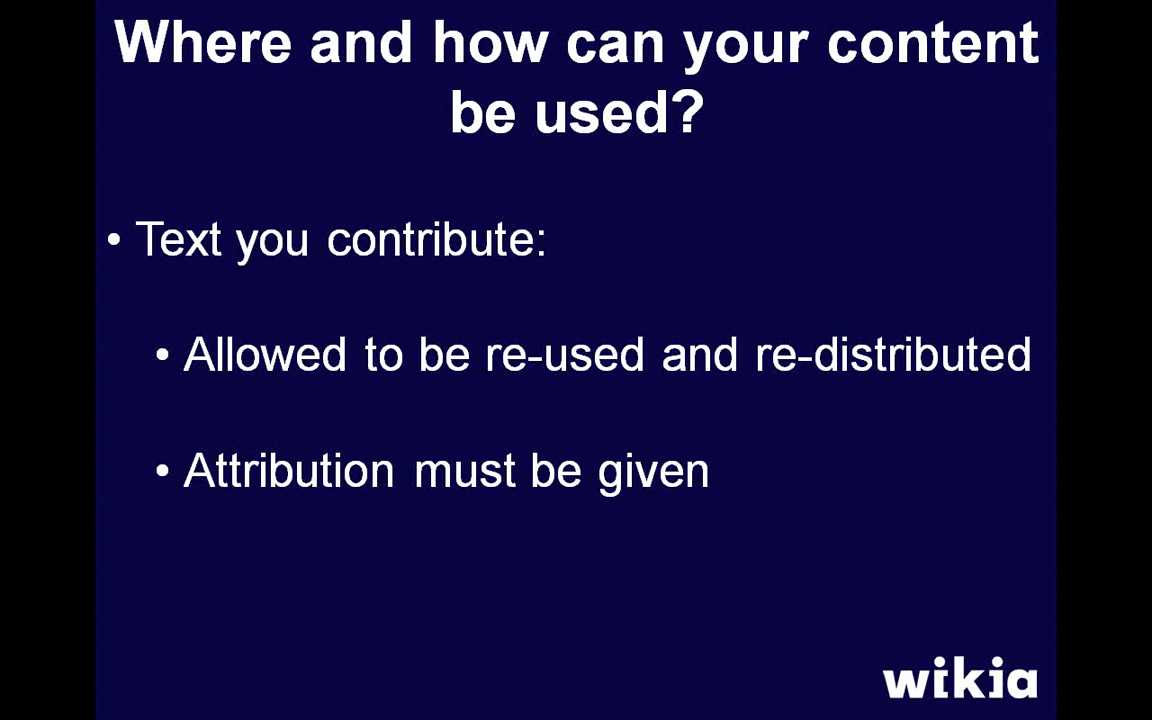 Where and how can your content
be used?
• Text you contribute:
• Allowed to be re-used and re-distributed
• Attribution must be given
wikia